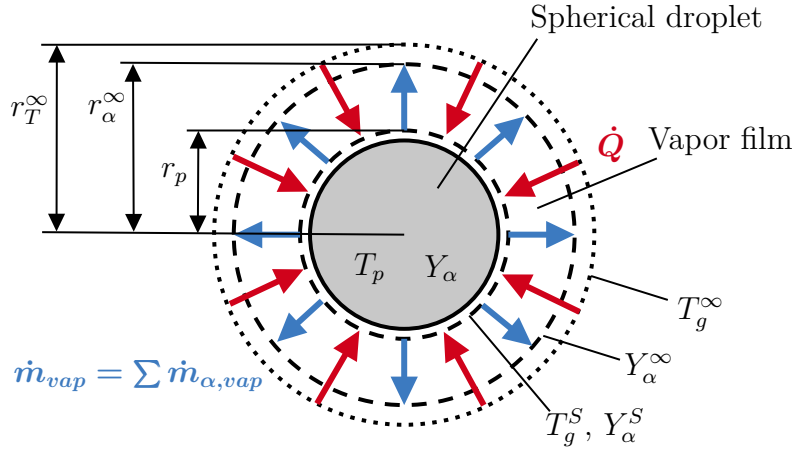 Spherical droplet
r_T^∞
r_α^∞
r_p
Q̇
Vapor film
T_p
Y_α
T_g^∞
Y_α^∞
ṁ_vap = ∑ ṁ_α,vap
T_g^S, Y_α^S